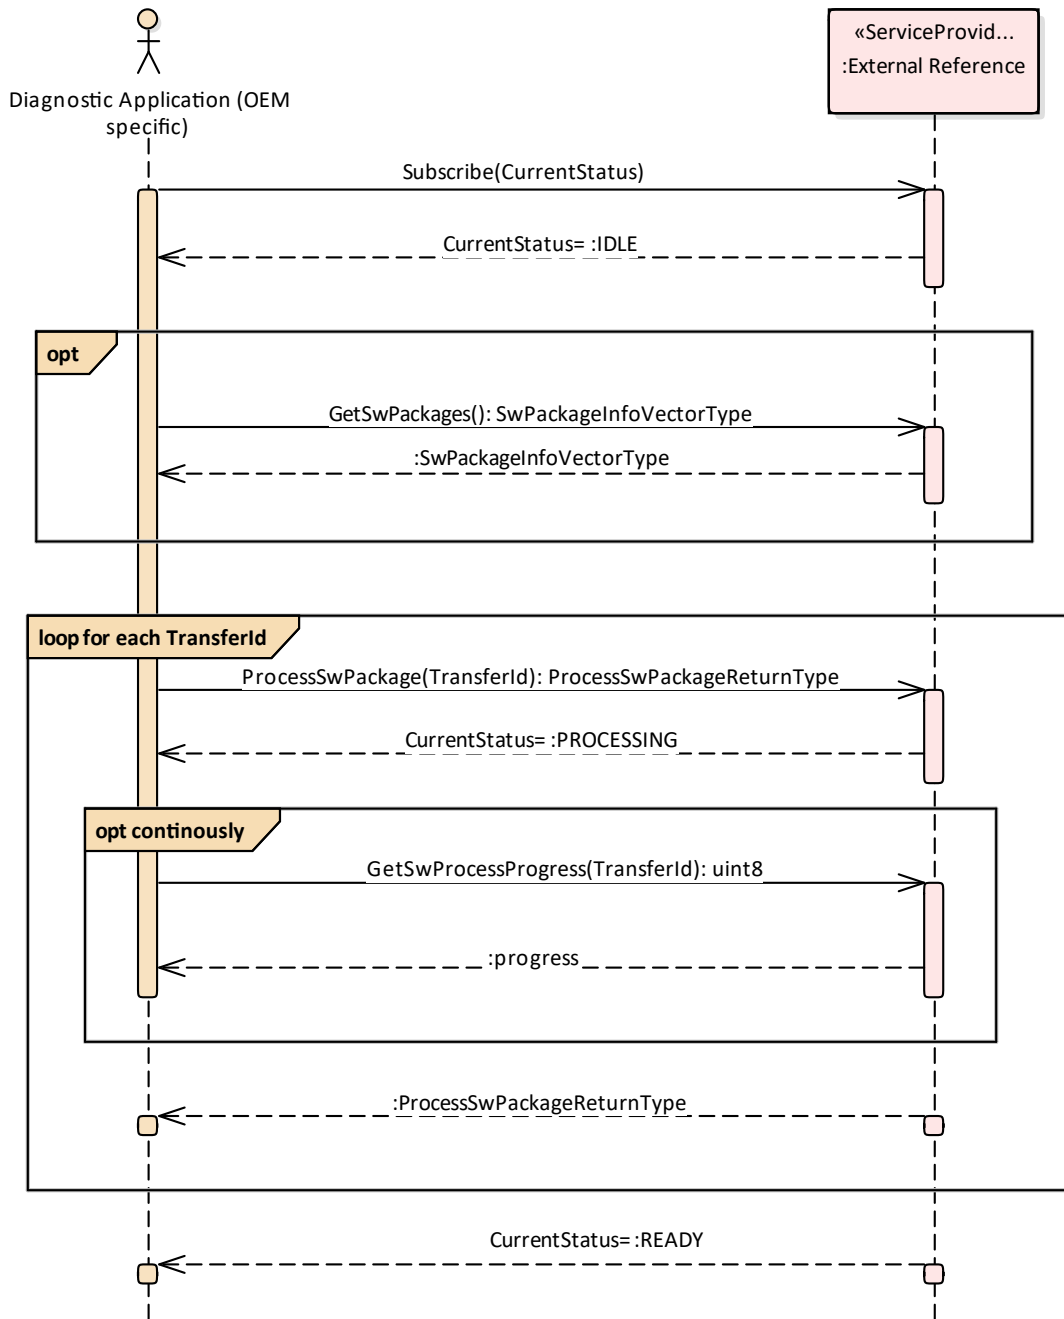 «ServiceProvid...
:External Reference
Diagnostic Application (OEM
specific)
Subscribe(CurrentStatus)
CurrentStatus= :IDLE
opt
GetSwPackages(): SwPackageInfoVectorType
:SwPackageInfoVectorType
loop for each TransferId
ProcessSwPackage(TransferId): ProcessSwPackageReturnType
CurrentStatus= :PROCESSING
opt continously
GetSwProcessProgress(TransferId): uint8
:progress
:ProcessSwPackageReturnType
CurrentStatus= :READY